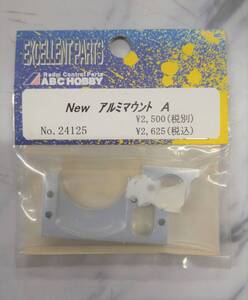 EXCELLENT PARTS
Radio Control Parts
ABC HOBBY
New アルミマウント A
¥2,500(税別)
No.24125 ¥2,625(税込)